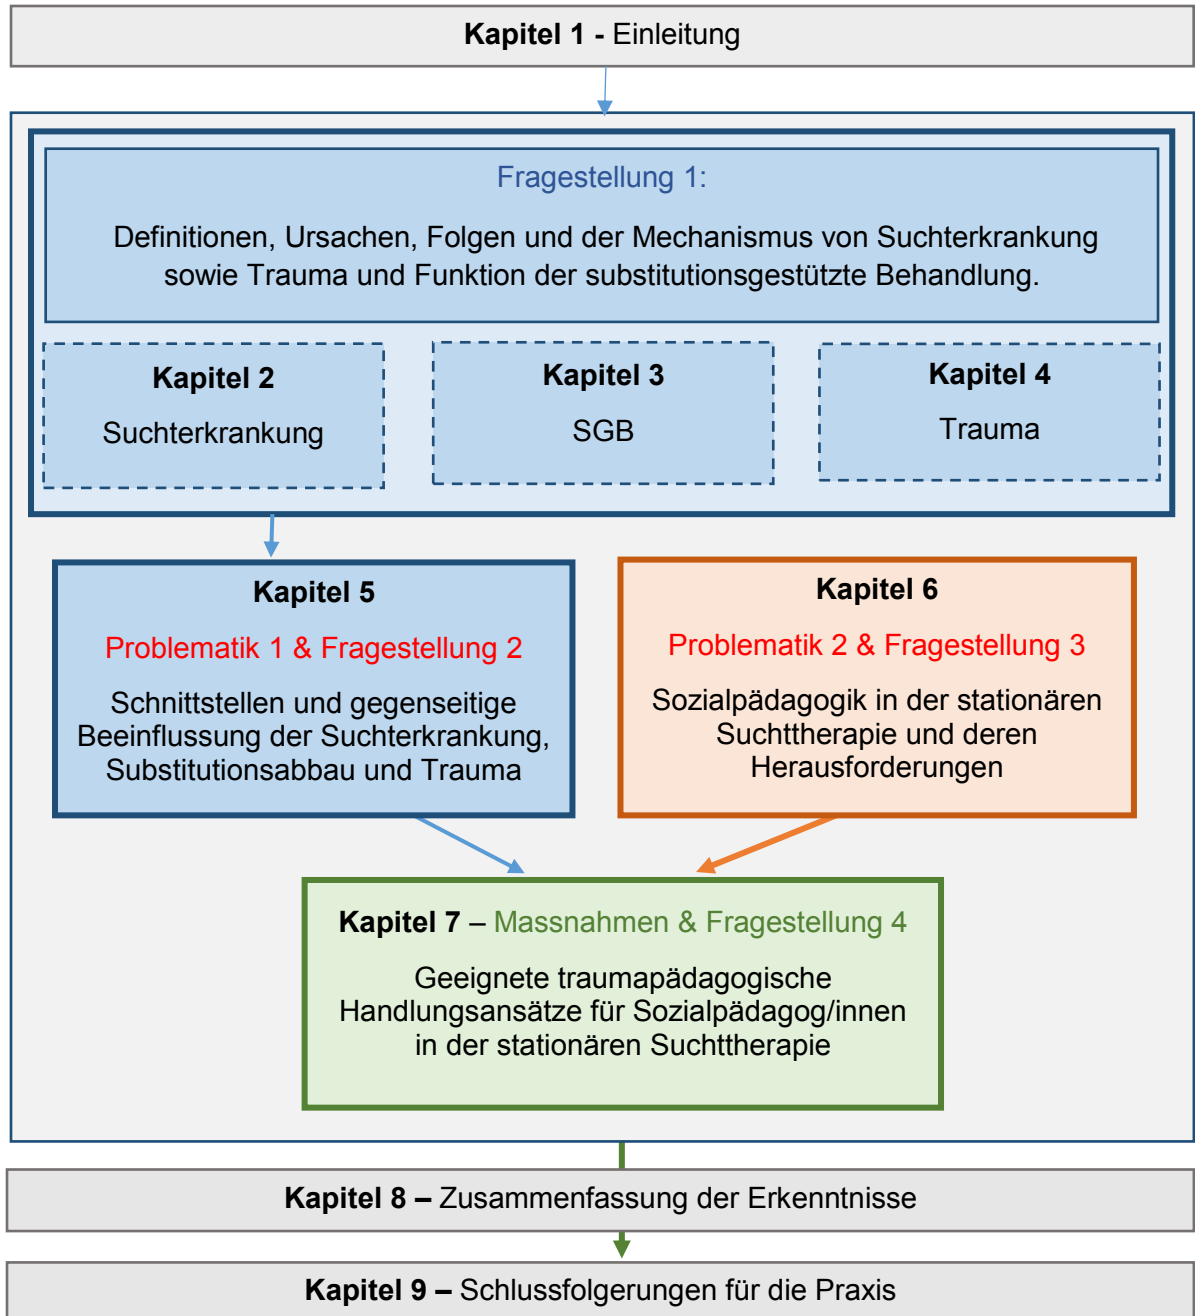 Kapitel 1 - Einleitung
Fragestellung 1:
Definitionen, Ursachen, Folgen und der Mechanismus von Suchterkrankung
sowie Trauma und Funktion der substitutionsgestützte Behandlung.
Kapitel 2
Suchterkrankung
Kapitel 3
SGB
Kapitel 4
Trauma
Kapitel 5
Problematik 1 & Fragestellung 2
Schnittstellen und gegenseitige
Beeinflussung der Suchterkrankung,
Substitutionsabbau und Trauma
Kapitel 6
Problematik 2 & Fragestellung 3
Sozialpädagogik in der stationären
Suchttherapie und deren
Herausforderungen
Kapitel 7 – Massnahmen & Fragestellung 4
Geeignete traumapädagogische
Handlungsansätze für Sozialpädagog/innen
in der stationären Suchttherapie
Kapitel 8 – Zusammenfassung der Erkenntnisse
Kapitel 9 – Schlussfolgerungen für die Praxis